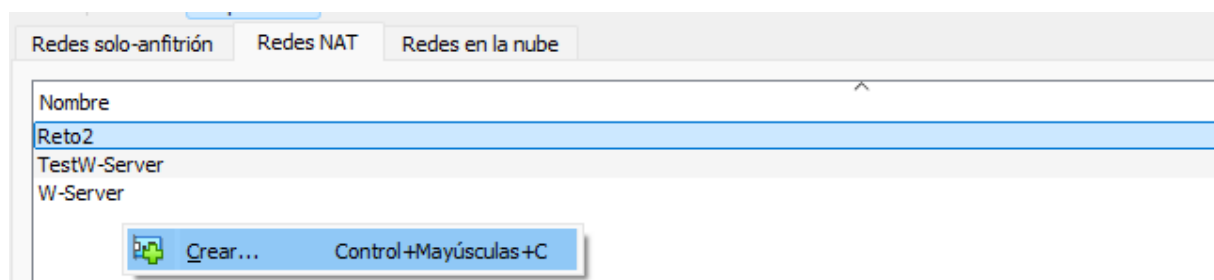 Redes solo-anfitrión Redes NAT Redes en la nube
Nombre
Reto2
TestW-Server
W-Server
Crear... Control+Mayúsculas+C